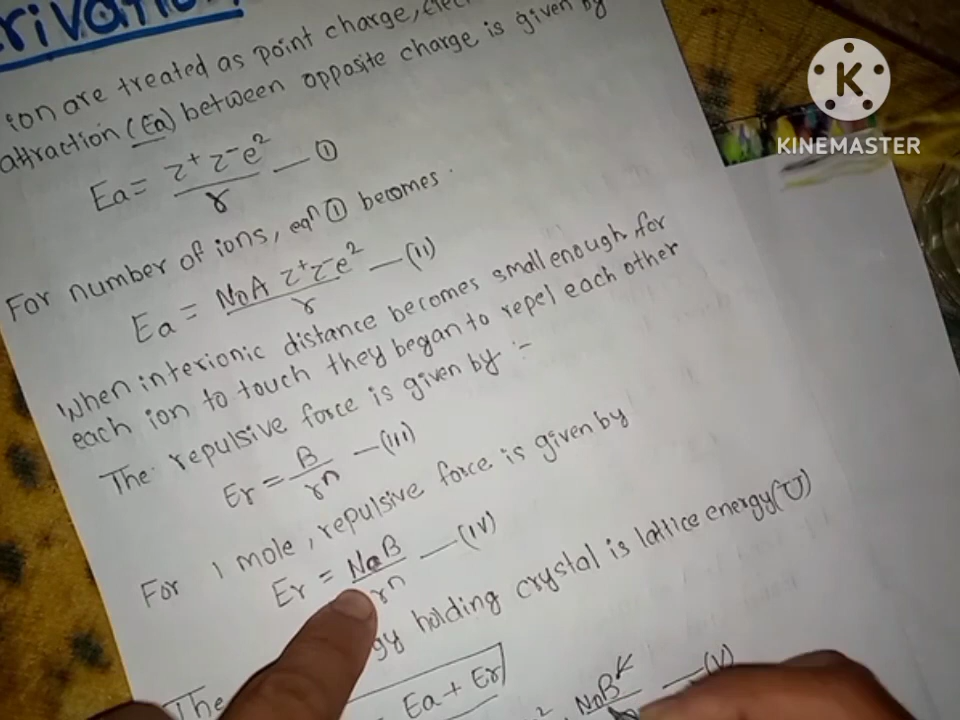 ion are treated as point charge,
attraction (Ea) between opposite charge is given by
Ea = z⁺ z⁻ e² / r — ①
For number of ions, eqⁿ ① becomes.
Ea = N₀A z⁺z⁻e² / r — (II)
When interionic distance becomes small enough for
each ion to touch they began to repel each other
The repulsive force is given by :-
Er = B / rⁿ — (III)
For 1 mole, repulsive force is given by
Er = N₀B / rⁿ — (IV)
The holding crystal is lattice energy (U)
Ea + Er
N₀B — (V)
K
KINEMASTER